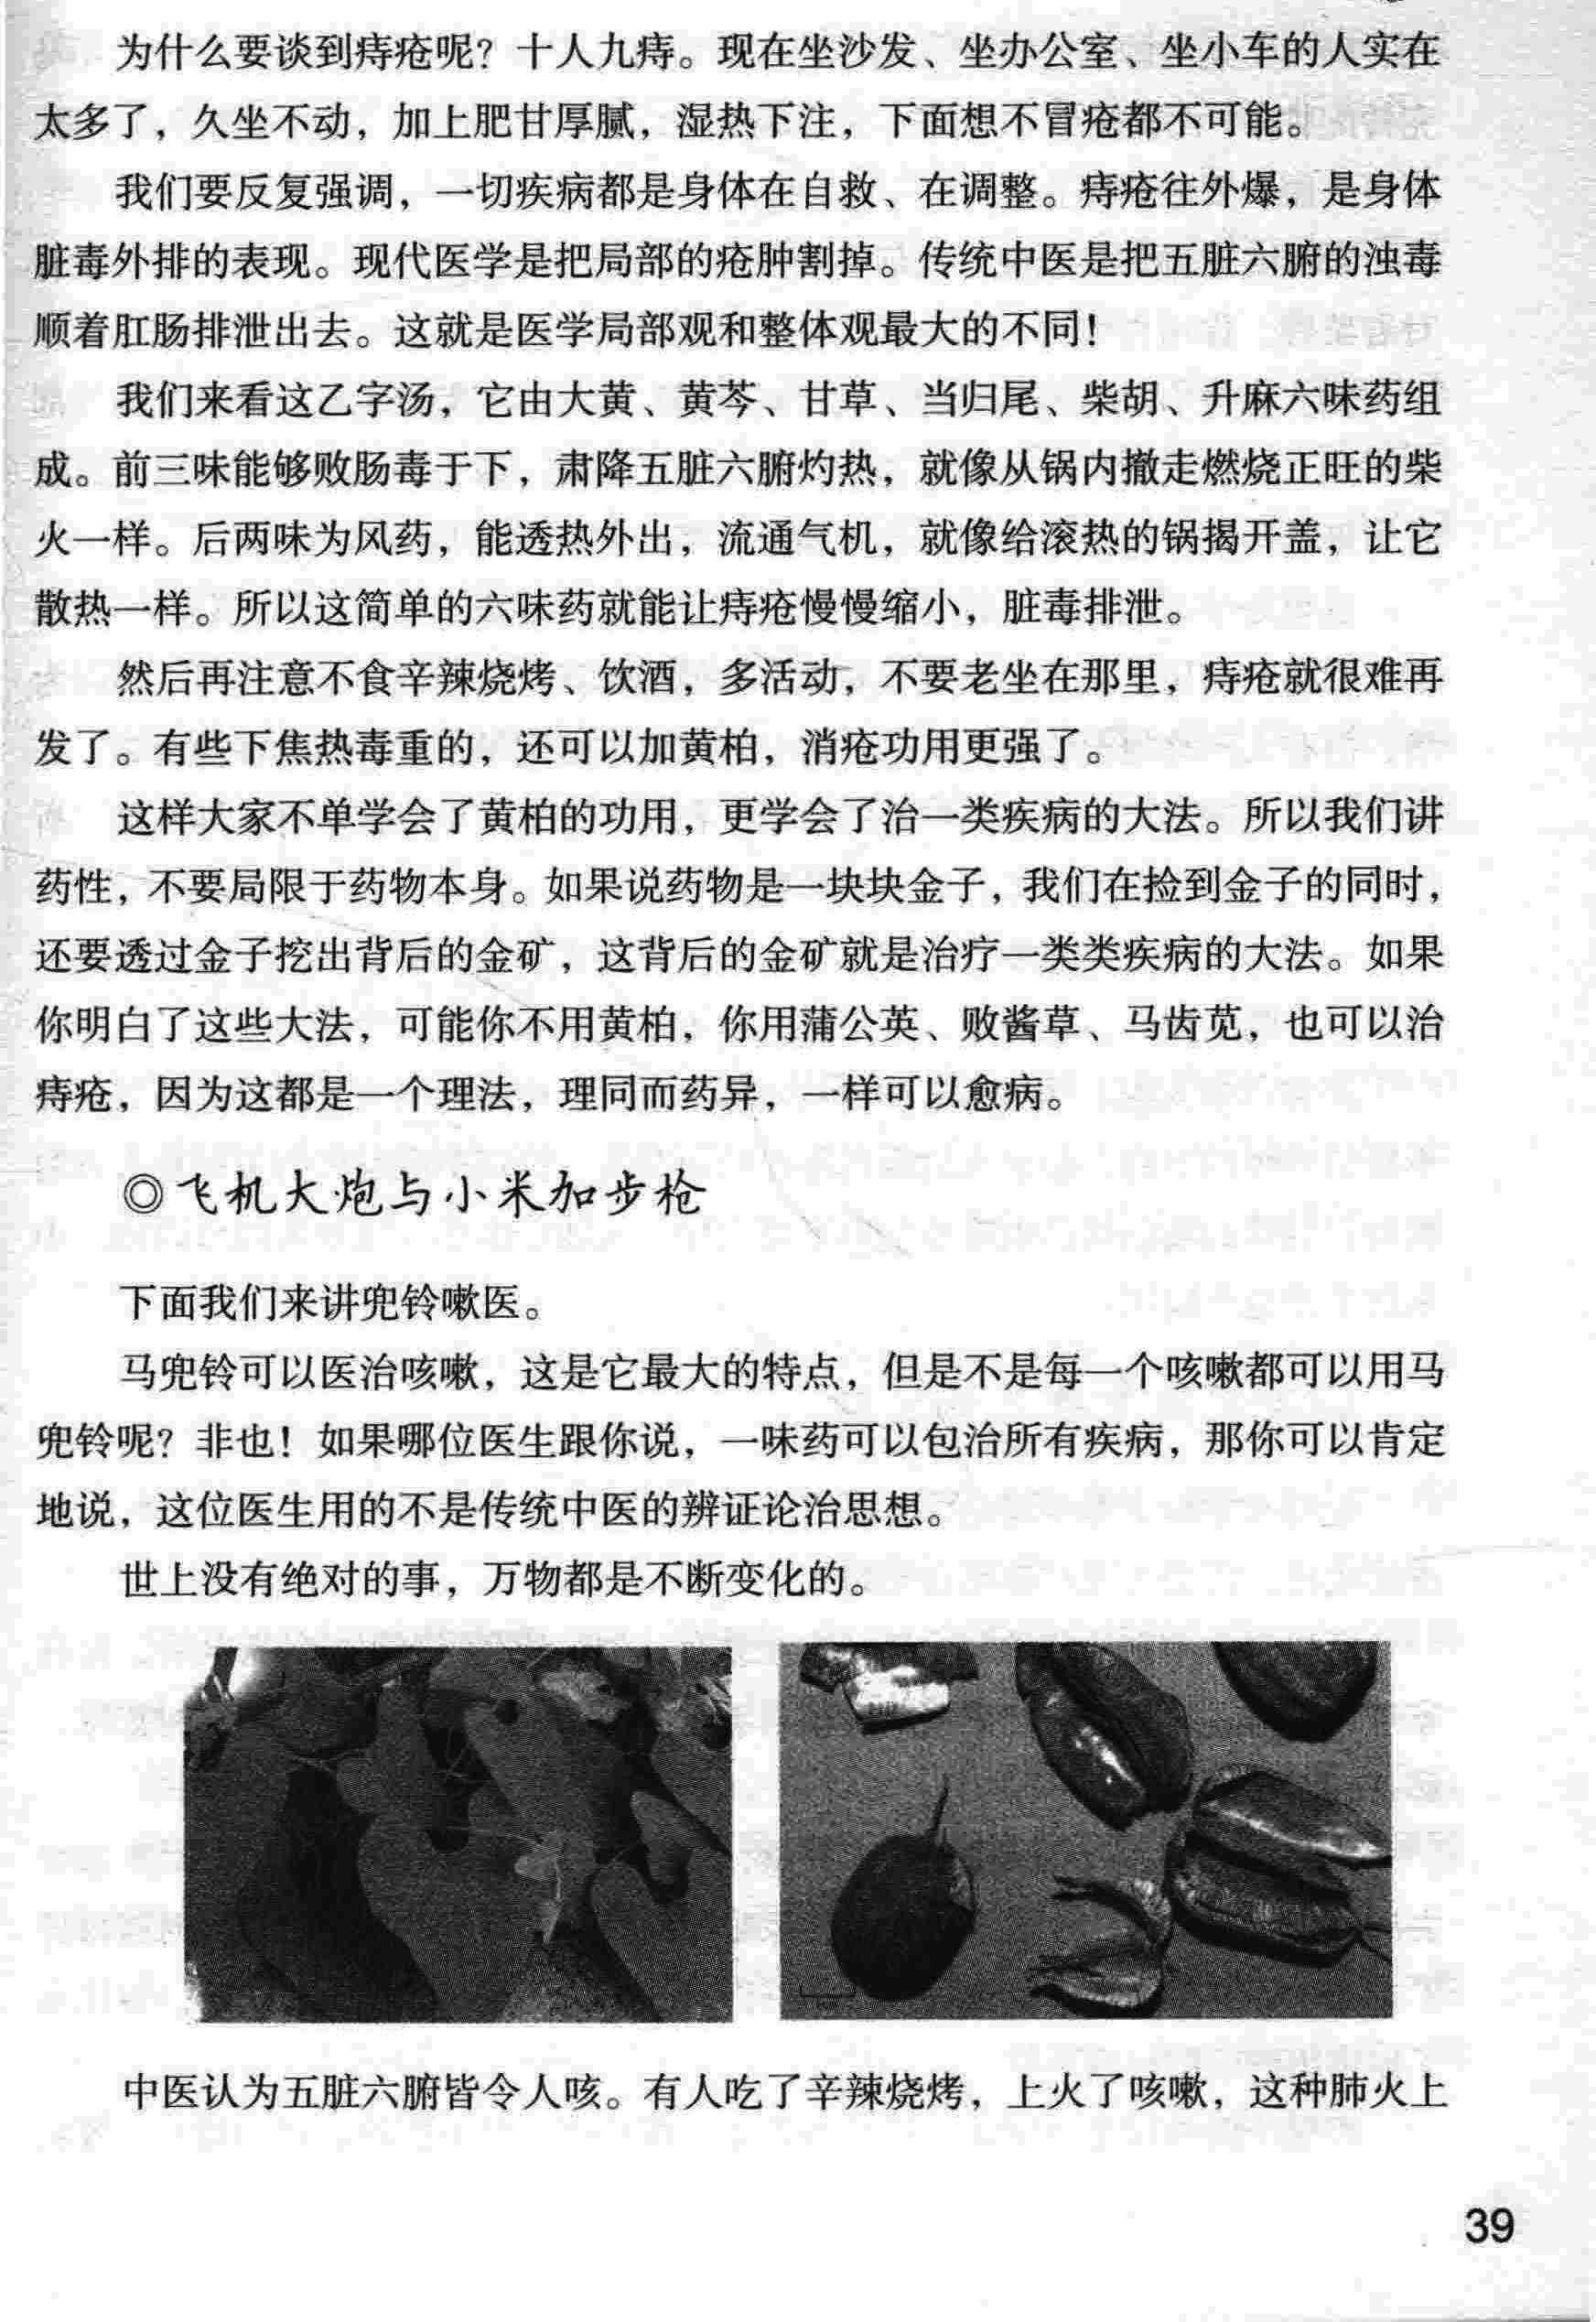 为什么要谈到痔疮呢？十人九痔。现在坐沙发、坐办公室、坐小车的人实在
太多了，久坐不动，加上肥甘厚腻，湿热下注，下面想不冒疮都不可能。
我们要反复强调，一切疾病都是身体在自救、在调整。痔疮往外爆，是身体
脏毒外排的表现。现代医学是把局部的疮肿割掉。传统中医是把五脏六腑的浊毒
顺着肛肠排泄出去。这就是医学局部观和整体观最大的不同！
我们来看这乙字汤，它由大黄、黄芩、甘草、当归尾、柴胡、升麻六味药组
成。前三味能够败肠毒于下，肃降五脏六腑灼热，就像从锅内撤走燃烧正旺的柴
火一样。后两味为风药，能透热外出，流通气机，就像给滚热的锅揭开盖，让它
散热一样。所以这简单的六味药就能让痔疮慢慢缩小，脏毒排泄。
然后再注意不食辛辣烧烤、饮酒，多活动，不要老坐在那里，痔疮就很难再
发了。有些下焦热毒重的，还可以加黄柏，消疮功用更强了。
这样大家不单学会了黄柏的功用，更学会了治一类疾病的大法。所以我们讲
药性，不要局限于药物本身。如果说药物是一块块金子，我们在捡到金子的同时，
还要透过金子挖出背后的金矿，这背后的金矿就是治疗一类类疾病的大法。如果
你明白了这些大法，可能你不用黄柏，你用蒲公英、败酱草、马齿苋，也可以治
痔疮，因为这都是一个理法，理同而药异，一样可以愈病。
◎飞机大炮与小米加步枪
下面我们来讲兜铃嗽医。
马兜铃可以医治咳嗽，这是它最大的特点，但是不是每一个咳嗽都可以用马
兜铃呢？非也！如果哪位医生跟你说，一味药可以包治所有疾病，那你可以肯定
地说，这位医生用的不是传统中医的辨证论治思想。
世上没有绝对的事，万物都是不断变化的。
中医认为五脏六腑皆令人咳。有人吃了辛辣烧烤，上火了咳嗽，这种肺火上
39